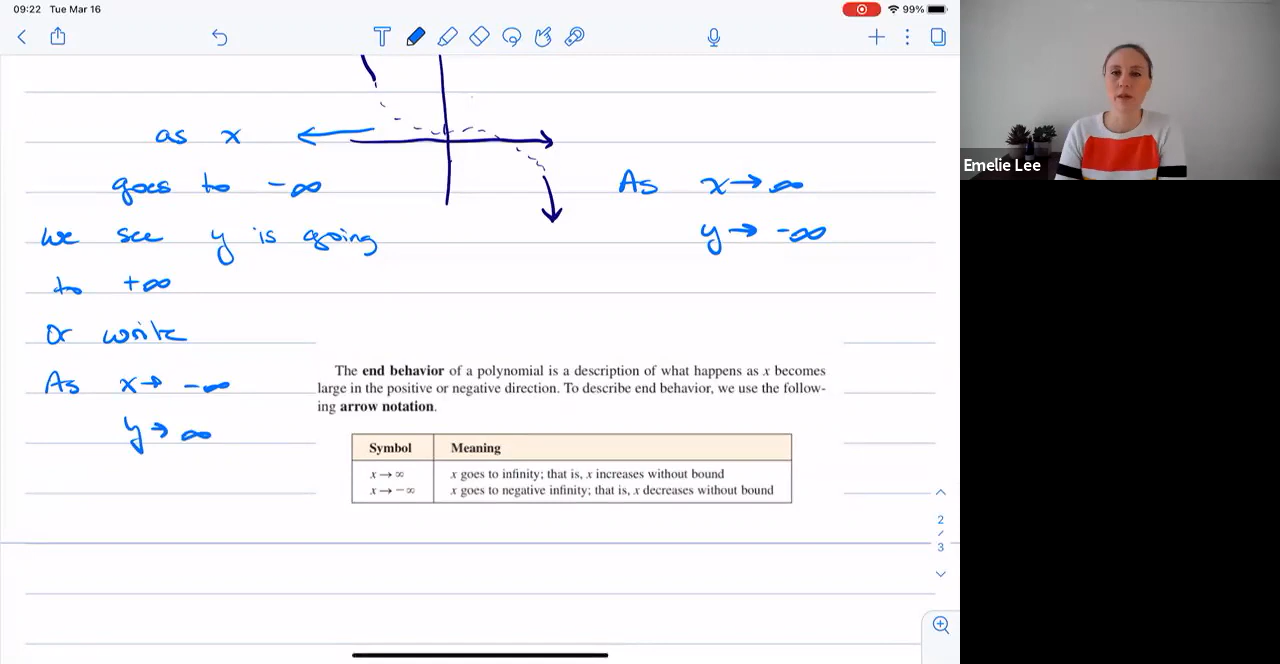 09:22 Tue Mar 16
99%
T
as x
goes to -∞
we see y is going
to +∞
Or write
As x→ -∞
y→ ∞
As x→ ∞
y→ -∞
The end behavior of a polynomial is a description of what happens as x becomes
large in the positive or negative direction. To describe end behavior, we use the follow-
ing arrow notation.
Symbol Meaning
x→∞ x goes to infinity; that is, x increases without bound
x→−∞ x goes to negative infinity; that is, x decreases without bound
2
/
3
Emelie Lee